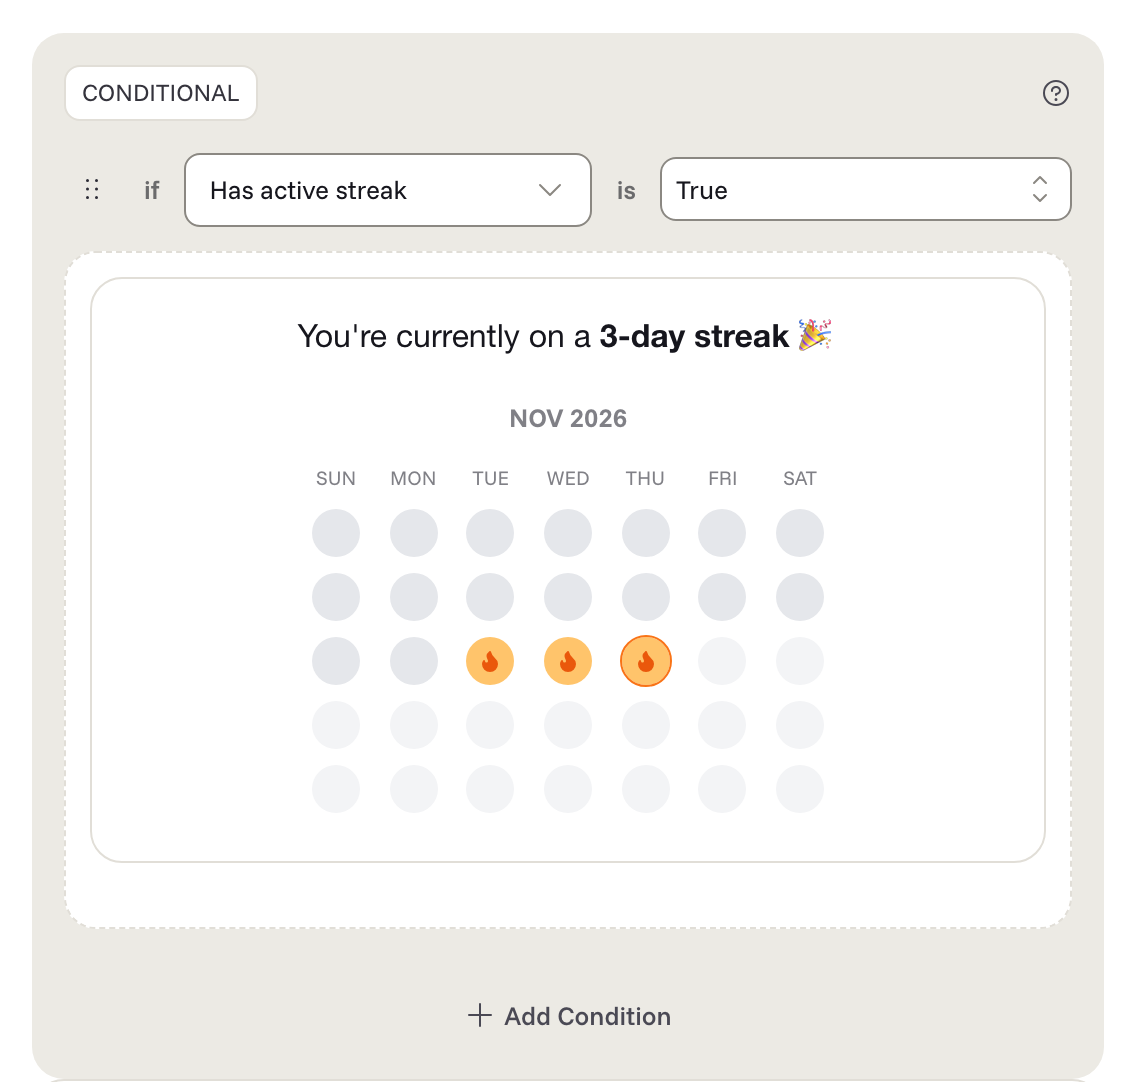 CONDITIONAL
if Has active streak is True
You're currently on a 3-day streak 🎉
NOV 2026
SUN MON TUE WED THU FRI SAT
Add Condition